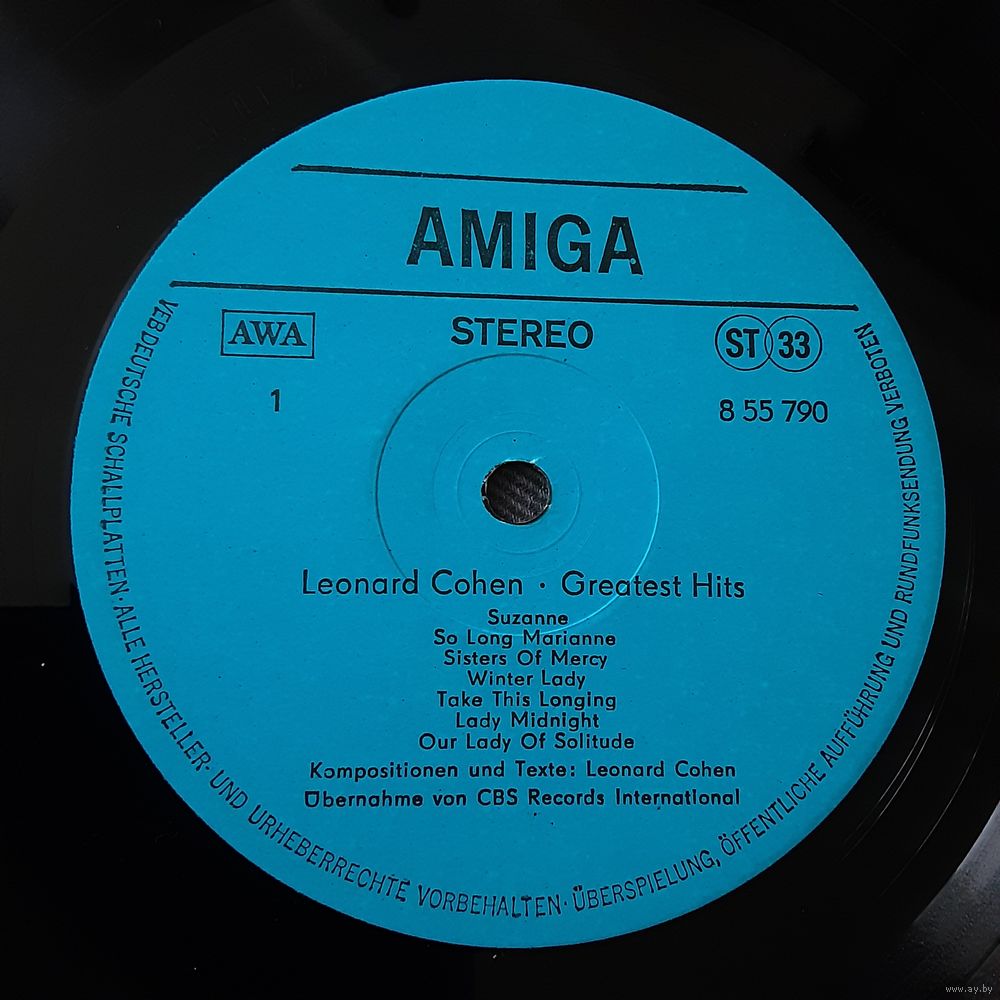 AMIGA
AWA
STEREO
ST 33
1
8 55 790
Leonard Cohen · Greatest Hits
Suzanne
So Long Marianne
Sisters Of Mercy
Winter Lady
Take This Longing
Lady Midnight
Our Lady Of Solitude
Kompositionen und Texte: Leonard Cohen
Übernahme von CBS Records International
VEB DEUTSCHE SCHALLPLATTEN · ALLE HERSTELLER- UND URHEBERRECHTE VORBEHALTEN · ÜBERSPIELUNG, ÖFFENTLICHE AUFFÜHRUNG UND RUNDFUNKSENDUNG VERBOTEN
www.ay.by